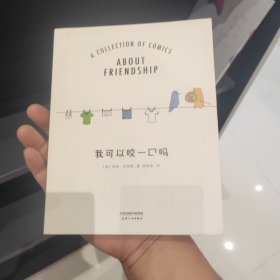 A COLLECTION OF COMICS
ABOUT
FRIENDSHIP
我可以咬一口吗